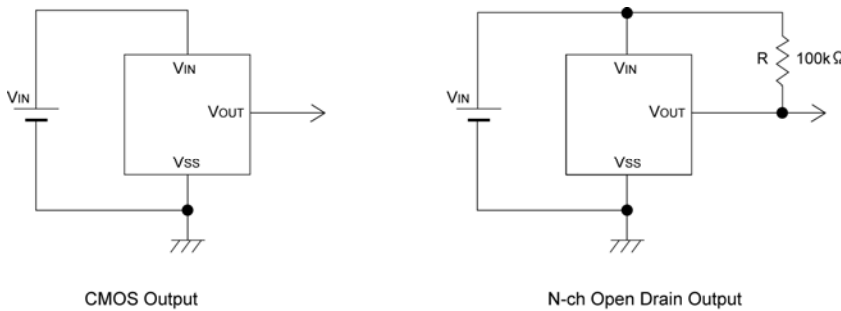 VIN
VIN
VOUT
VSS
CMOS Output
VIN
VIN
VOUT
VSS
R 100kΩ
N-ch Open Drain Output